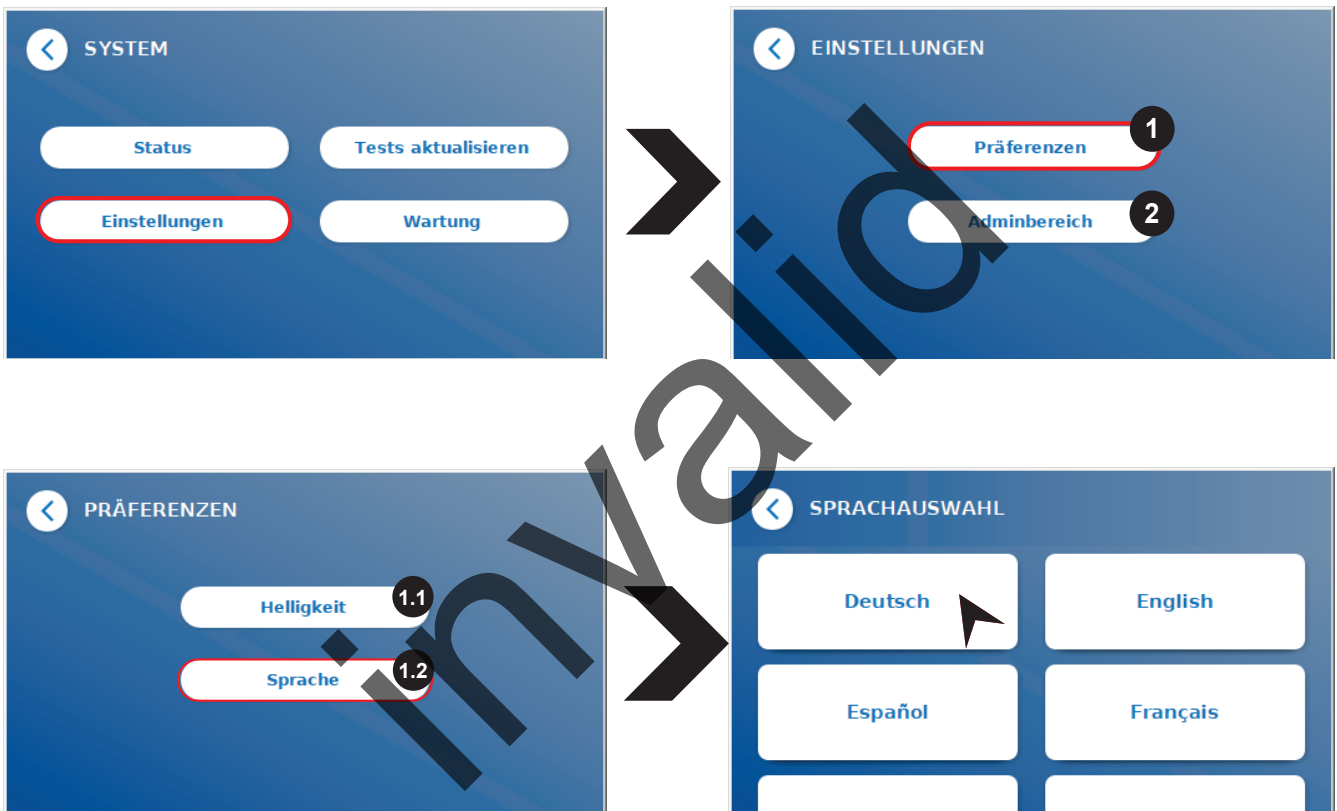 SYSTEM
Status
Tests aktualisieren
Einstellungen
Wartung
EINSTELLUNGEN
Präferenzen
1
Adminbereich
2
PRÄFERENZEN
Helligkeit
1.1
Sprache
1.2
SPRACHAUSWAHL
Deutsch
English
Español
Français
invalid